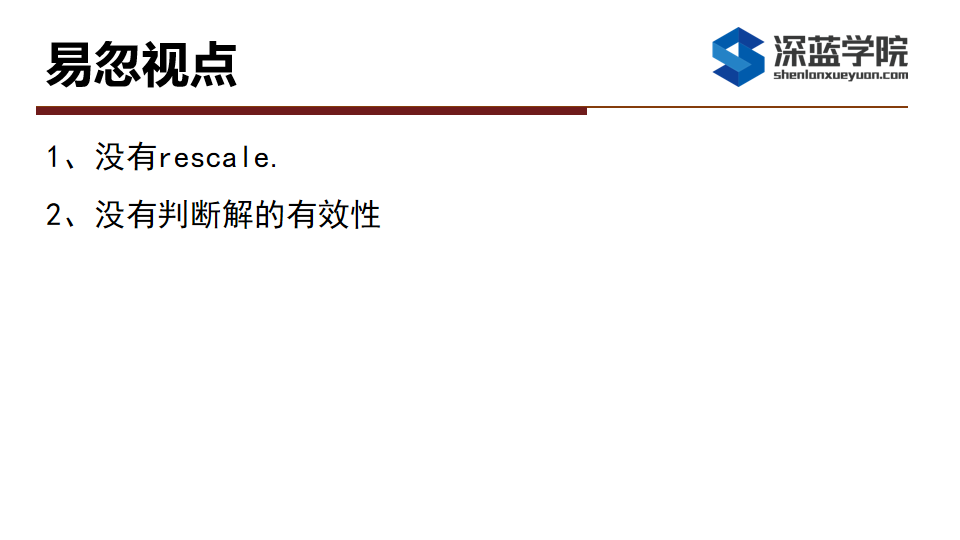 易忽视点
深蓝学院
shenlanxueyuan.com
1、没有rescale.
2、没有判断解的有效性